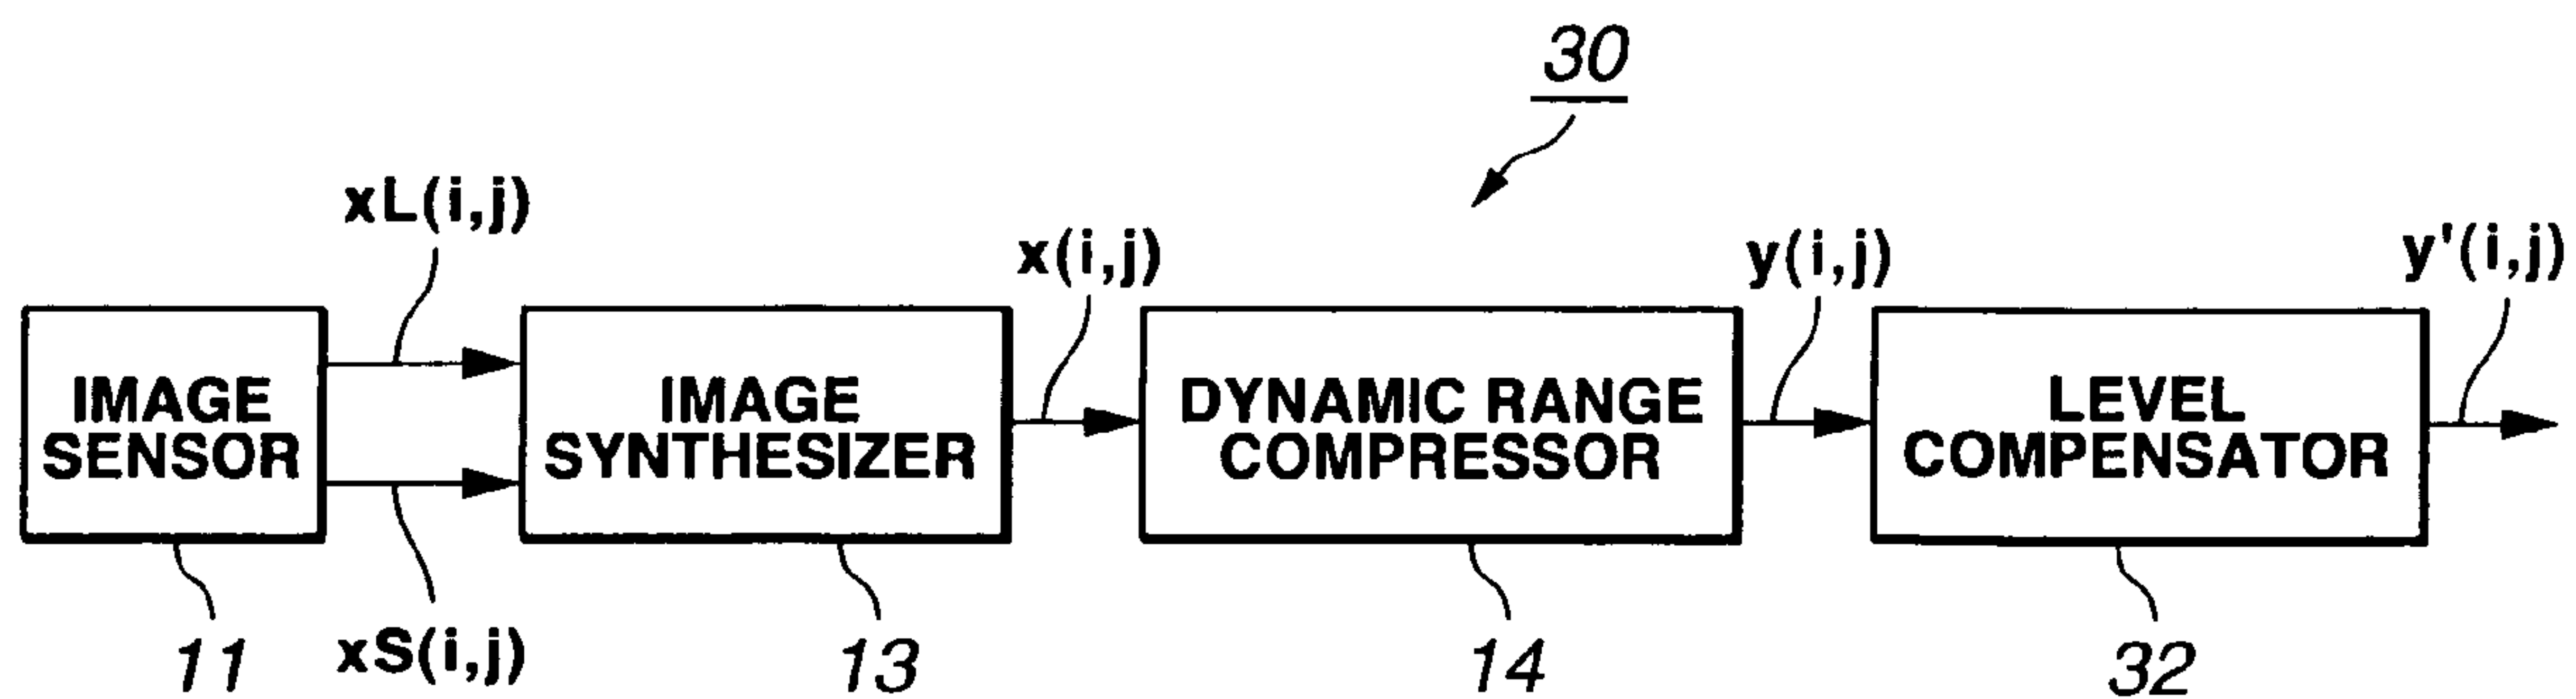 30
xL(i,j)
x(i,j)
y(i,j)
y'(i,j)
IMAGE
SENSOR
IMAGE
SYNTHESIZER
DYNAMIC RANGE
COMPRESSOR
LEVEL
COMPENSATOR
11
xS(i,j)
13
14
32